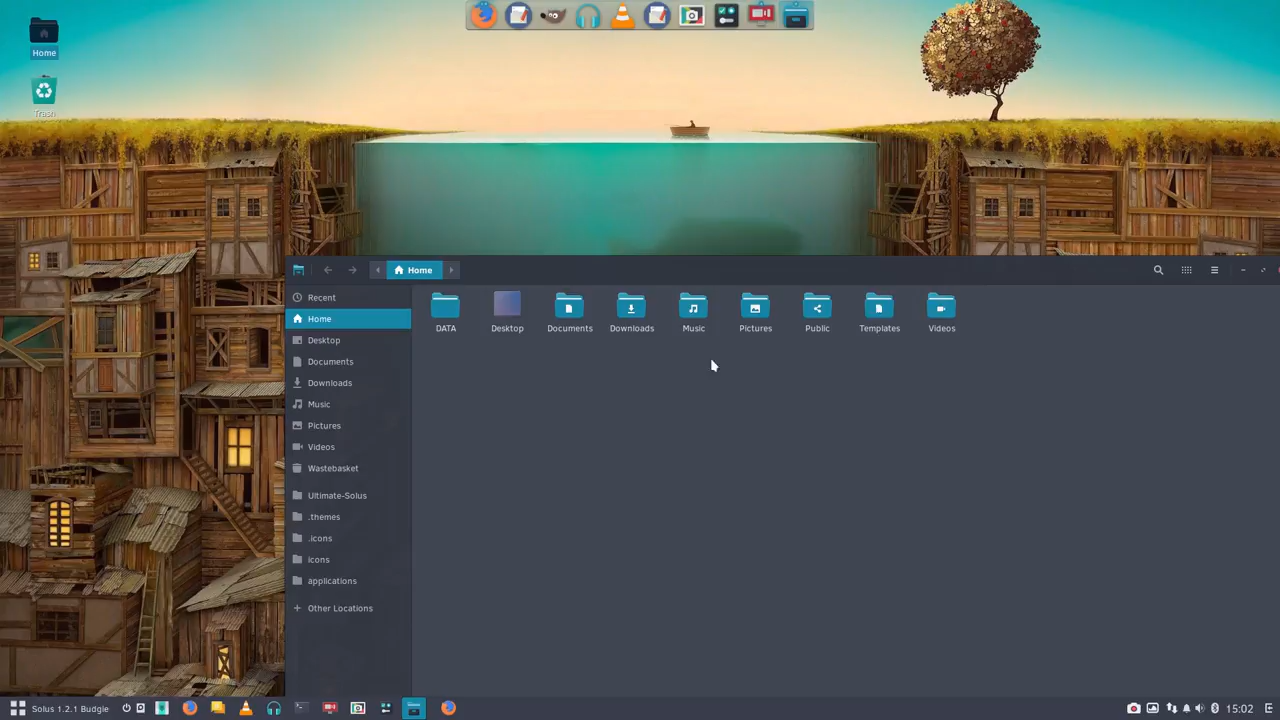 Home
Trash
Home
Recent
Home
Desktop
Documents
Downloads
Music
Pictures
Videos
Wastebasket
Ultimate-Solus
.themes
.icons
icons
applications
Other Locations
DATA
Desktop
Documents
Downloads
Music
Pictures
Public
Templates
Videos
Solus 1.2.1 Budgie
15:02